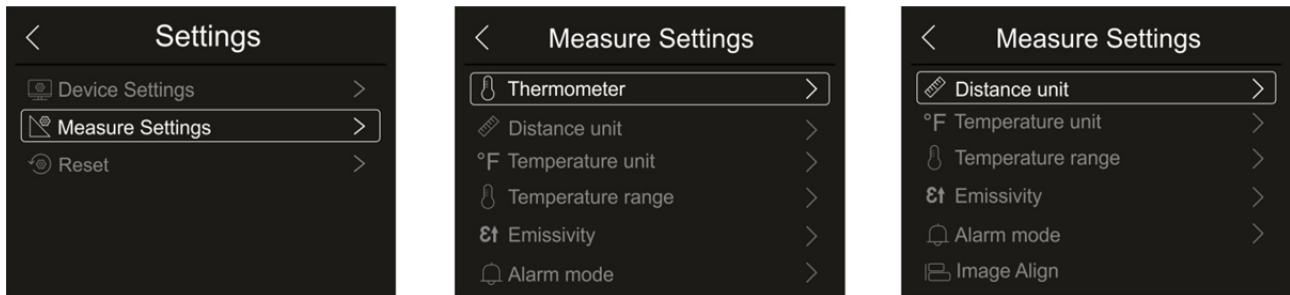 Settings
Device Settings
Measure Settings
Reset
Measure Settings
Thermometer
Distance unit
°F Temperature unit
Temperature range
Emissivity
Alarm mode
Measure Settings
Distance unit
°F Temperature unit
Temperature range
Emissivity
Alarm mode
Image Align